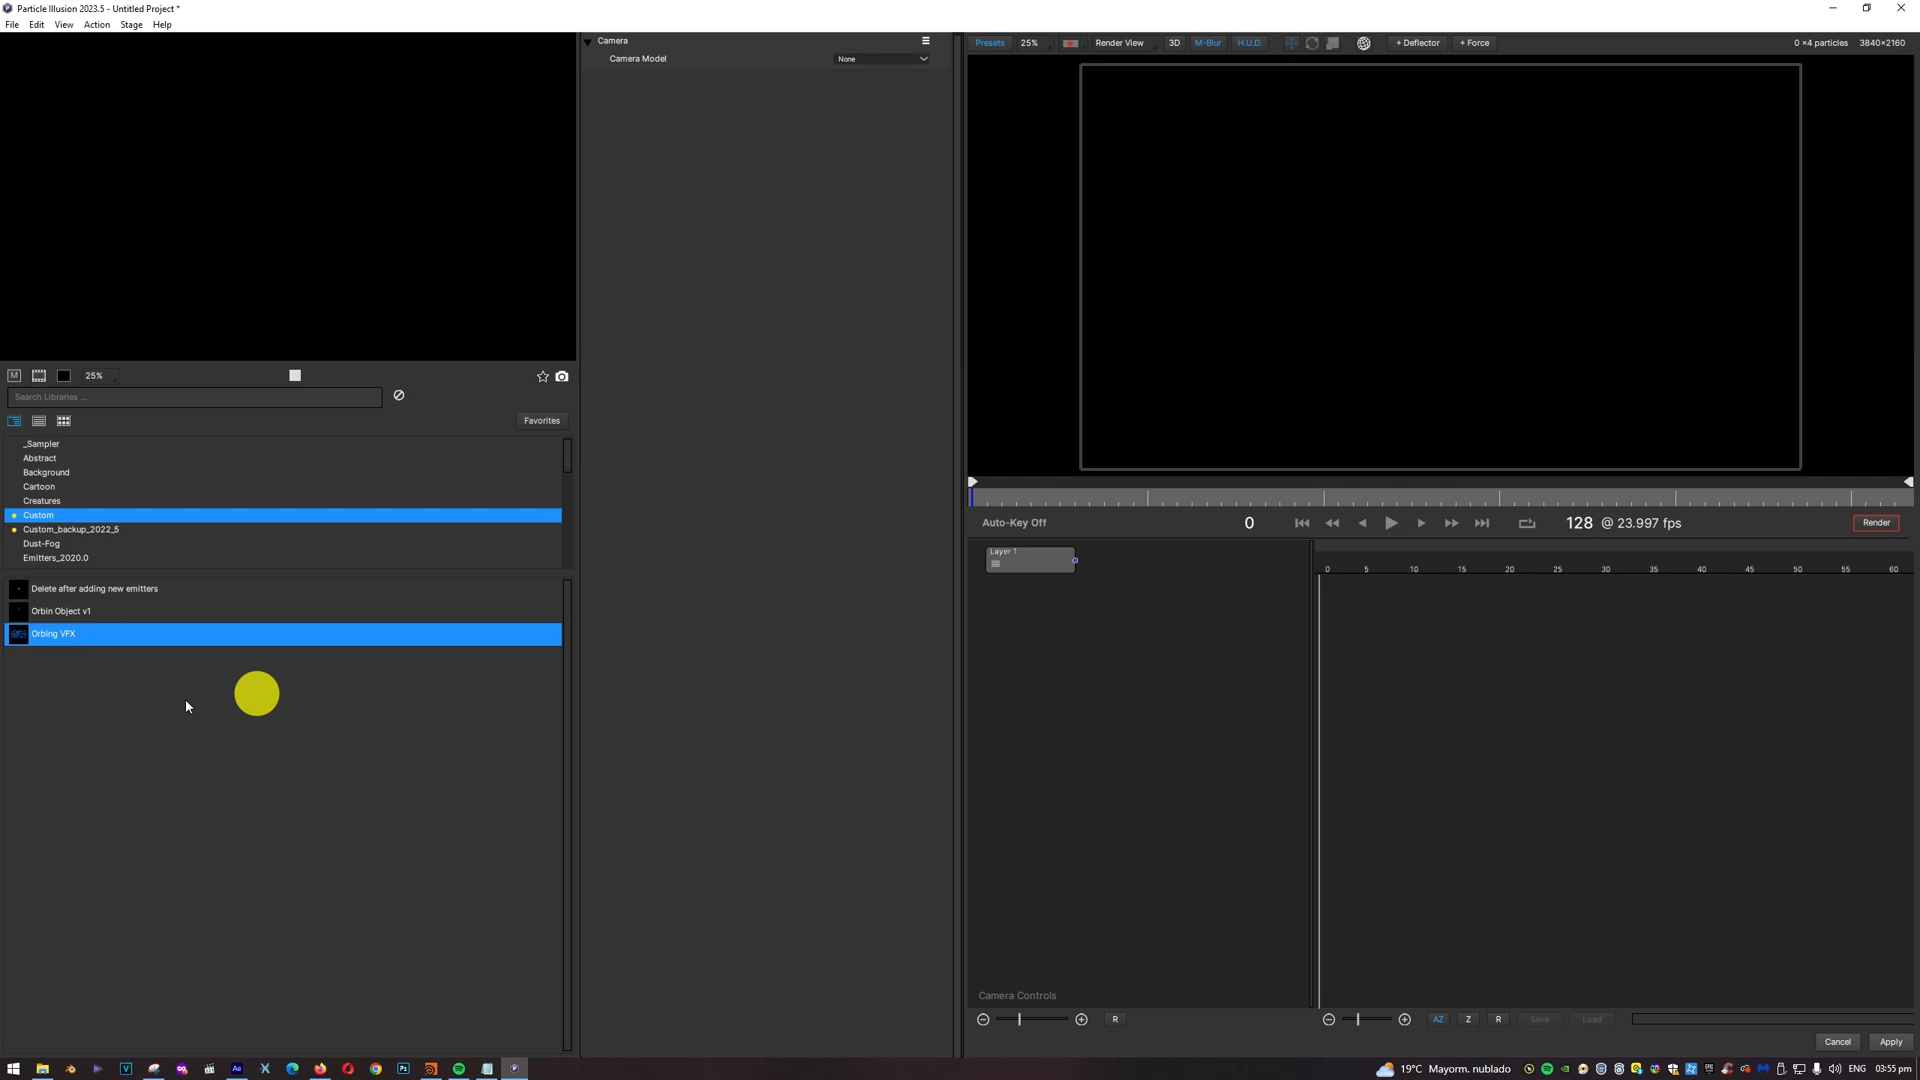 Particle Illusion 2023.5 - Untitled Project *
File Edit View Action Stage Help
Camera
Camera Model None
Presets 25% Render View 3D M-Blur H.U.D. + Deflector + Force 0 ×4 particles 3840×2160
M 25%
Search Libraries ...
Favorites
_Sampler
Abstract
Background
Cartoon
Creatures
Custom
Custom_backup_2022_5
Dust-Fog
Emitters_2020.0
Delete after adding new emitters
Orbin Object v1
Orbing VFX
Auto-Key Off 0 128 @ 23.997 fps Render
Layer 1
0 5 10 15 20 25 30 35 40 45 50 55 60
Camera Controls
R AZ Z R Save Load
Cancel Apply
19°C Mayorm. nublado ENG 03:55 pm